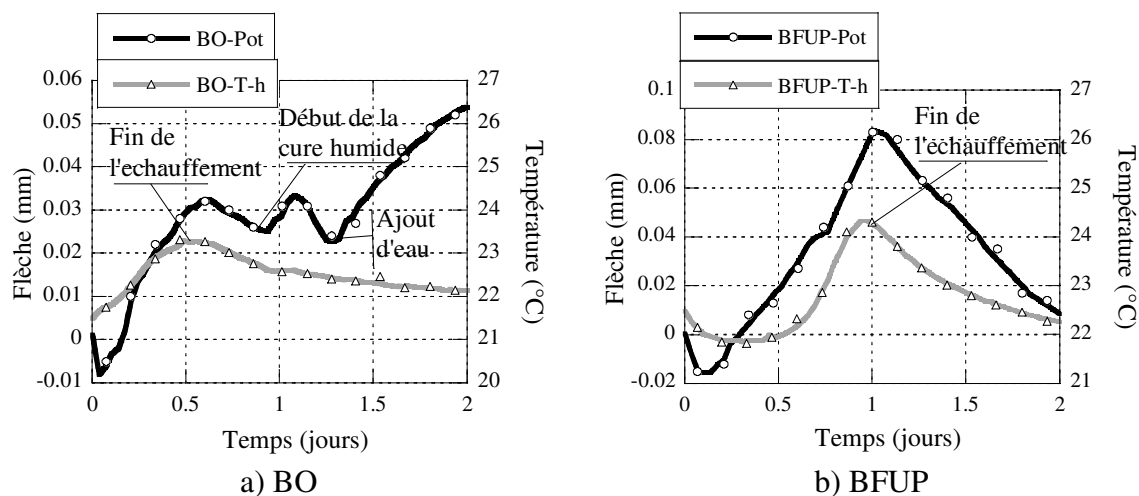 BO-Pot
BO-T-h
0.06
0.05
0.04
0.03
0.02
0.01
0
-0.01
Flèche (mm)
27
26
25
24
23
22
21
20
Température (°C)
Fin de
l'echauffement
Début de la
cure humide
Ajout
d'eau
0
0.5
1
1.5
2
Temps (jours)
a) BO
BFUP-Pot
BFUP-T-h
0.1
0.08
0.06
0.04
0.02
0
-0.02
Flèche (mm)
27
26
25
24
23
22
21
Température (°C)
Fin de
l'echauffement
0
0.5
1
1.5
2
Temps (jours)
b) BFUP